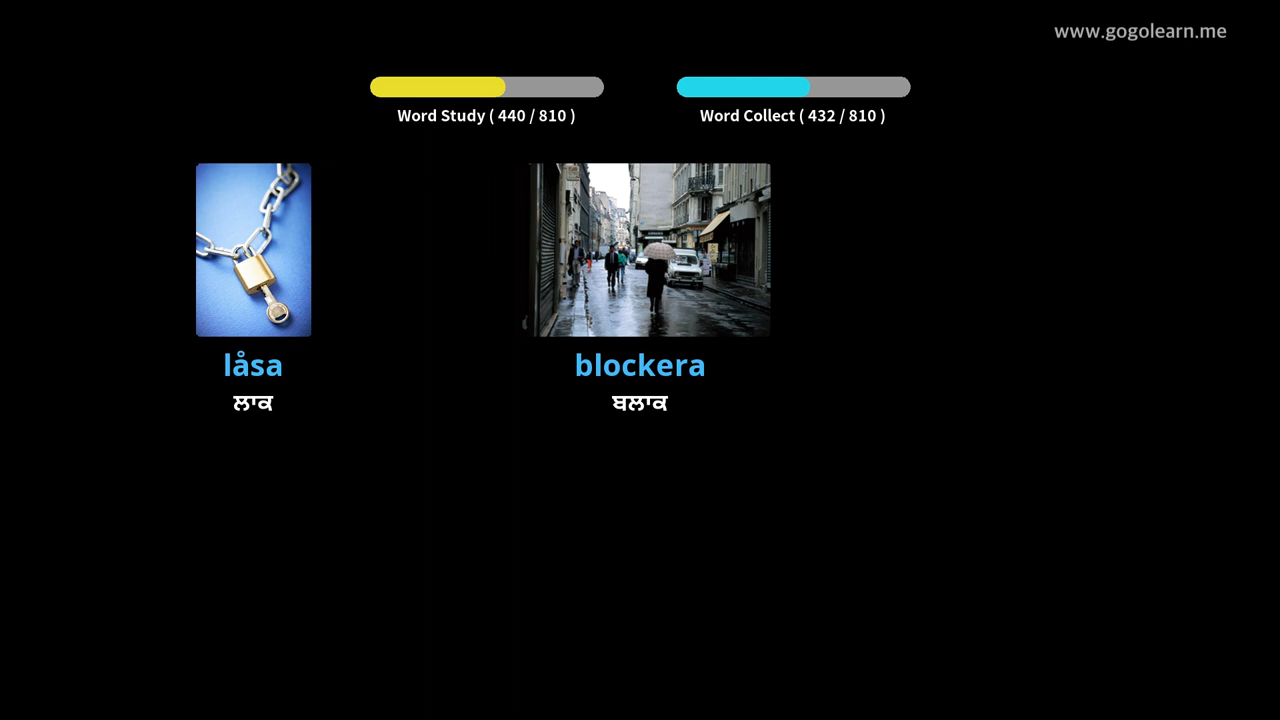 www.gogolearn.me
Word Study ( 440 / 810 )
Word Collect ( 432 / 810 )
låsa
ਲਾਕ
blockera
ਬਲਾਕ